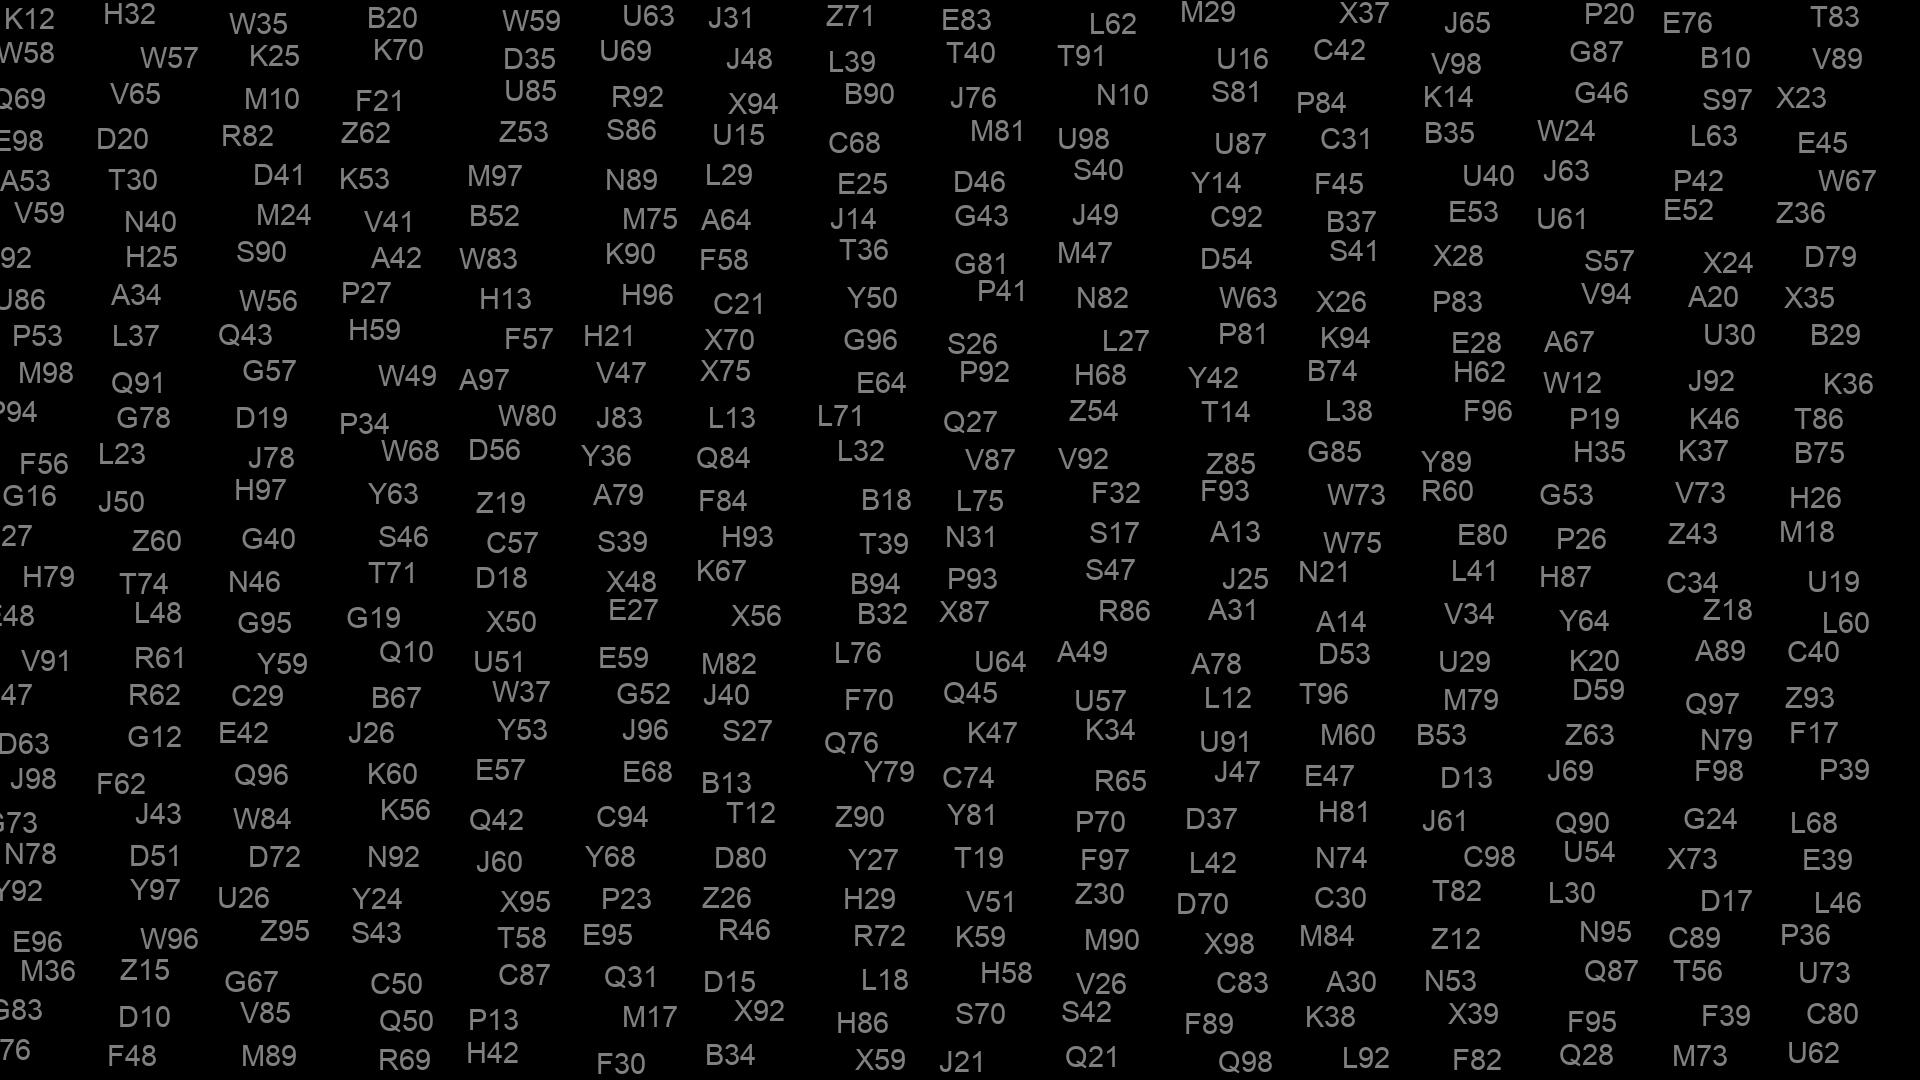 K12 H32 W35 B20 W59 U63 J31 Z71 E83 L62 M29 X37 J65 P20 E76 T83
W58 W57 K25 K70 D35 U69 J48 L39 T40 T91 U16 C42 V98 G87 B10 V89
Q69 V65 M10 F21 U85 R92 X94 B90 J76 N10 S81 P84 K14 G46 S97 X23
E98 D20 R82 Z62 Z53 S86 U15 C68 M81 U98 U87 C31 B35 W24 L63 E45
A53 T30 D41 K53 M97 N89 L29 E25 D46 S40 Y14 F45 U40 J63 P42 W67
V59 N40 M24 V41 B52 M75 A64 J14 G43 J49 C92 B37 E53 U61 E52 Z36
92 H25 S90 A42 W83 K90 F58 T36 G81 M47 D54 S41 X28 S57 X24 D79
U86 A34 W56 P27 H13 H96 C21 Y50 P41 N82 W63 X26 P83 V94 A20 X35
P53 L37 Q43 H59 F57 H21 X70 G96 S26 L27 P81 K94 E28 A67 U30 B29
M98 Q91 G57 W49 A97 V47 X75 E64 P92 H68 Y42 B74 H62 W12 J92 K36
P94 G78 D19 P34 W80 J83 L13 L71 Q27 Z54 T14 L38 F96 P19 K46 T86
F56 L23 J78 W68 D56 Y36 Q84 L32 V87 V92 Z85 G85 Y89 H35 K37 B75
G16 J50 H97 Y63 Z19 A79 F84 B18 L75 F32 F93 W73 R60 G53 V73 H26
27 Z60 G40 S46 C57 S39 H93 T39 N31 S17 A13 W75 E80 P26 Z43 M18
H79 T74 N46 T71 D18 X48 K67 B94 P93 S47 J25 N21 L41 H87 C34 U19
E48 L48 G95 G19 X50 E27 X56 B32 X87 R86 A31 A14 V34 Y64 Z18 L60
V91 R61 Y59 Q10 U51 E59 M82 L76 U64 A49 A78 D53 U29 K20 A89 C40
47 R62 C29 B67 W37 G52 J40 F70 Q45 U57 L12 T96 M79 D59 Q97 Z93
D63 G12 E42 J26 Y53 J96 S27 Q76 K47 K34 U91 M60 B53 Z63 N79 F17
J98 F62 Q96 K60 E57 E68 B13 Y79 C74 R65 J47 E47 D13 J69 F98 P39
G73 J43 W84 K56 Q42 C94 T12 Z90 Y81 P70 D37 H81 J61 Q90 G24 L68
N78 D51 D72 N92 J60 Y68 D80 Y27 T19 F97 L42 N74 C98 U54 X73 E39
Y92 Y97 U26 Y24 X95 P23 Z26 H29 V51 Z30 D70 C30 T82 L30 D17 L46
E96 W96 Z95 S43 T58 E95 R46 R72 K59 M90 X98 M84 Z12 N95 C89 P36
M36 Z15 G67 C50 C87 Q31 D15 L18 H58 V26 C83 A30 N53 Q87 T56 U73
G83 D10 V85 Q50 P13 M17 X92 H86 S70 S42 F89 K38 X39 F95 F39 C80
76 F48 M89 R69 H42 F30 B34 X59 J21 Q21 Q98 L92 F82 Q28 M73 U62